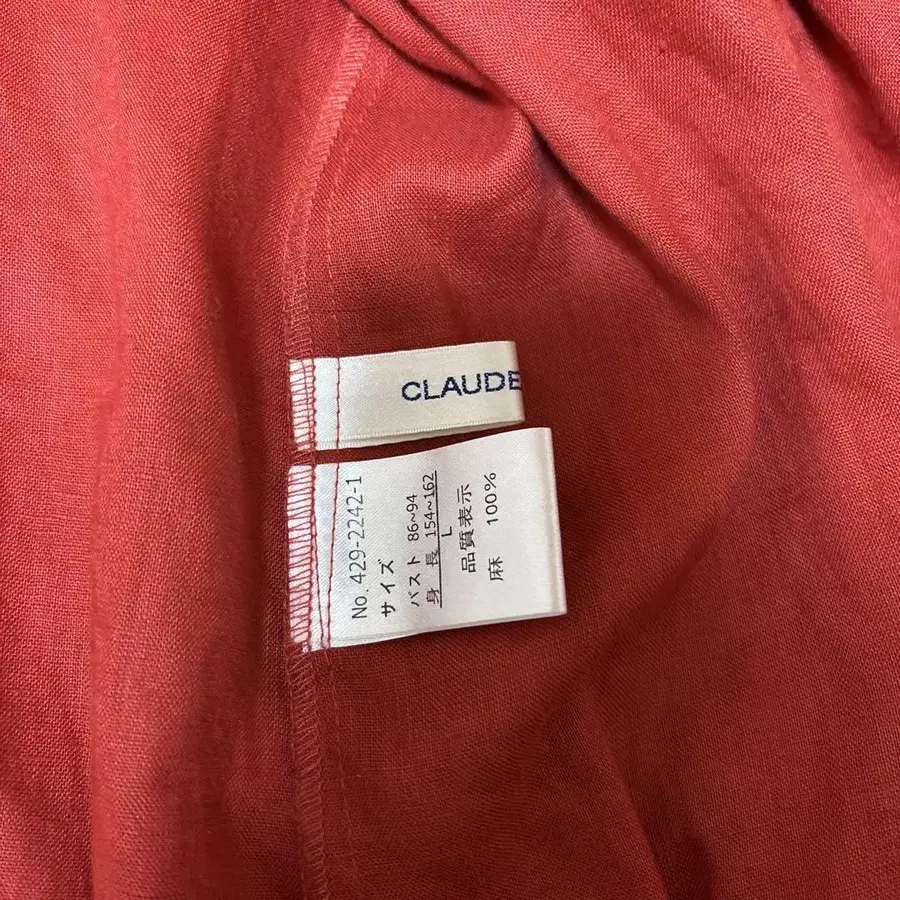 CLAUDE
No. 429-2242-1
サイズ
バスト 86~94
身 長 154~162
L
品質表示
麻 100%